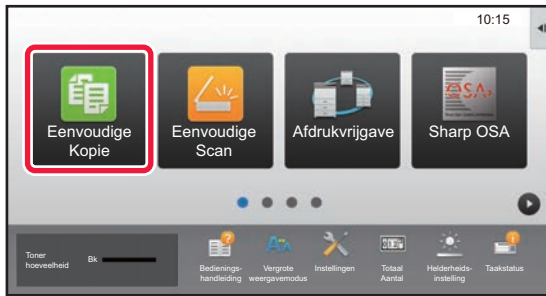 10:15
Eenvoudige
Kopie
Eenvoudige
Scan
Afdrukvrijgave
Sharp OSA
OSA
Toner
hoeveelheid
Bk
Bedienings-
handleiding
Vergrote
weergavemodus
Instellingen
Totaal
Aantal
Helderheids-
instelling
Taakstatus